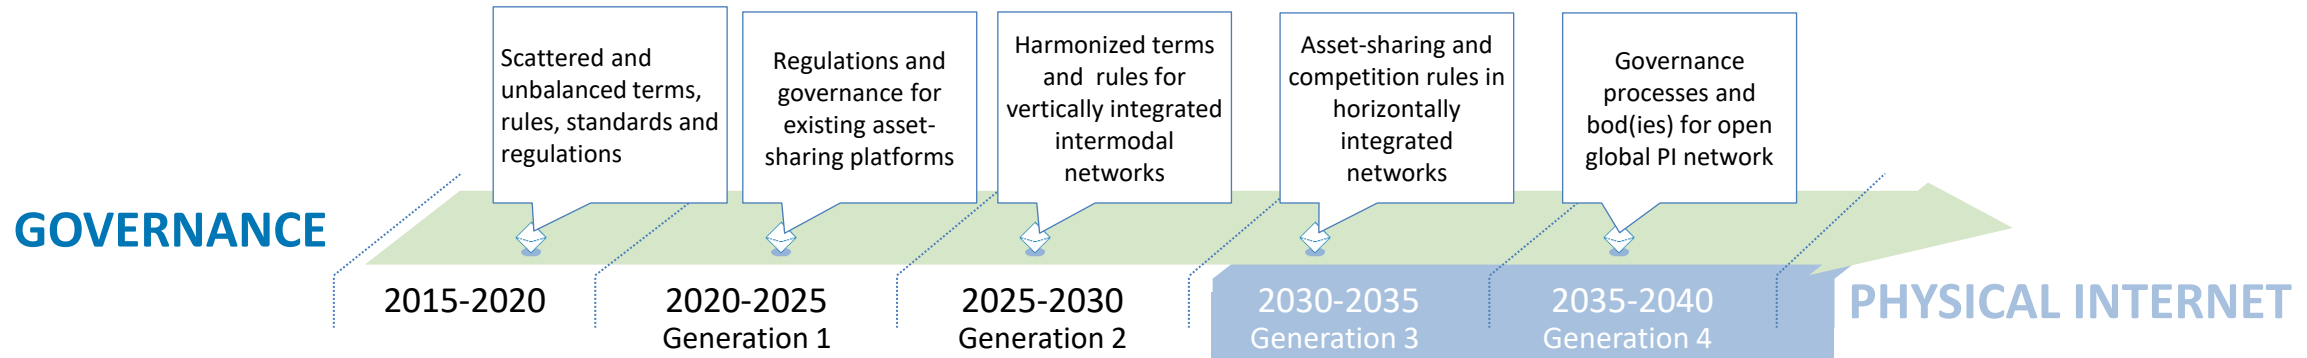 Scattered and
unbalanced terms,
rules, standards and
regulations
Regulations and
governance for
existing asset-
sharing platforms
Harmonized terms
and rules for
vertically integrated
intermodal
networks
Asset-sharing and
competition rules in
horizontally
integrated
networks
Governance
processes and
bod(ies) for open
global PI network
GOVERNANCE
2015-2020
2020-2025
Generation 1
2025-2030
Generation 2
2030-2035
Generation 3
2035-2040
Generation 4
PHYSICAL INTERNET